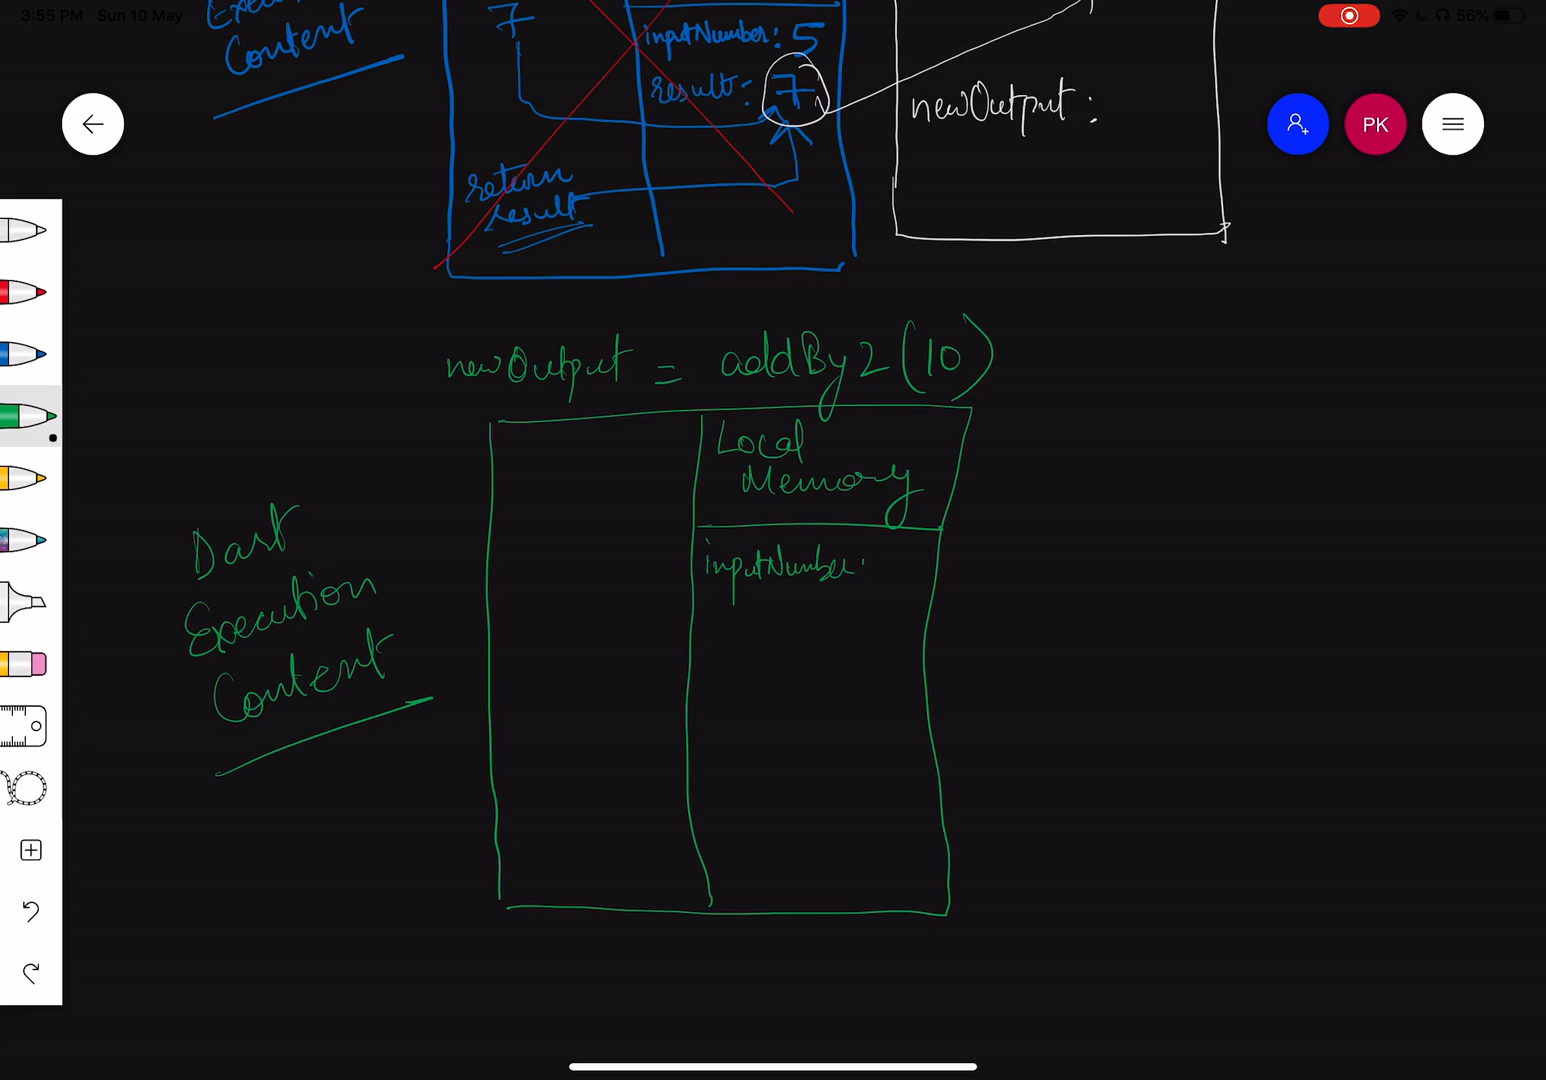 3:55 PM Sun 10 May
56%
Content
7
inputNumber: 5
result: 7
return
result
newOutput:
PK
newOutput = addBy2(10)
Local
Memory
inputNumber:
Dart
Execution
Content